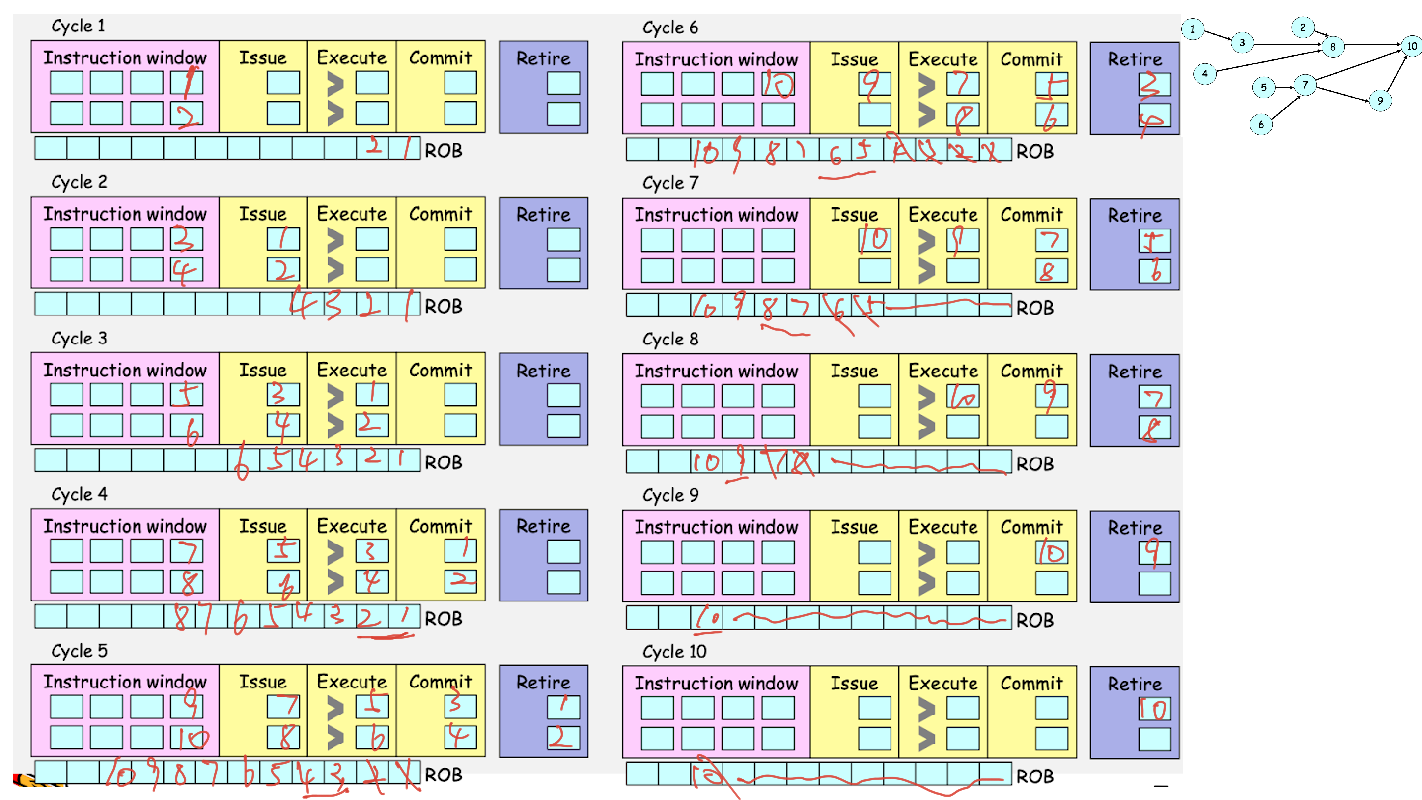 Cycle 1
Instruction window Issue Execute Commit Retire
1
2
2 1 ROB
Cycle 2
Instruction window Issue Execute Commit Retire
3 1
4 2
4 3 2 1 ROB
Cycle 3
Instruction window Issue Execute Commit Retire
5 3 1
6 4 2
6 5 4 3 2 1 ROB
Cycle 4
Instruction window Issue Execute Commit Retire
7 5 3 1
8 6 4 2
8 7 6 5 4 3 2 1 ROB
Cycle 5
Instruction window Issue Execute Commit Retire
9 7 5 3 1
10 8 6 4 2
10 9 8 7 6 5 4 3 2 1 ROB
Cycle 6
Instruction window Issue Execute Commit Retire
10 9 7 5 3
8 6 4
10 9 8 7 6 5 4 3 2 1 ROB
Cycle 7
Instruction window Issue Execute Commit Retire
10 9 7 5
8 6
10 9 8 7 6 5 ROB
Cycle 8
Instruction window Issue Execute Commit Retire
10 9 7
8
10 9 7 8 ROB
Cycle 9
Instruction window Issue Execute Commit Retire
10 9
10 ROB
Cycle 10
Instruction window Issue Execute Commit Retire
10
10 ROB
1
2
3
8
10
4
5
7
9
6